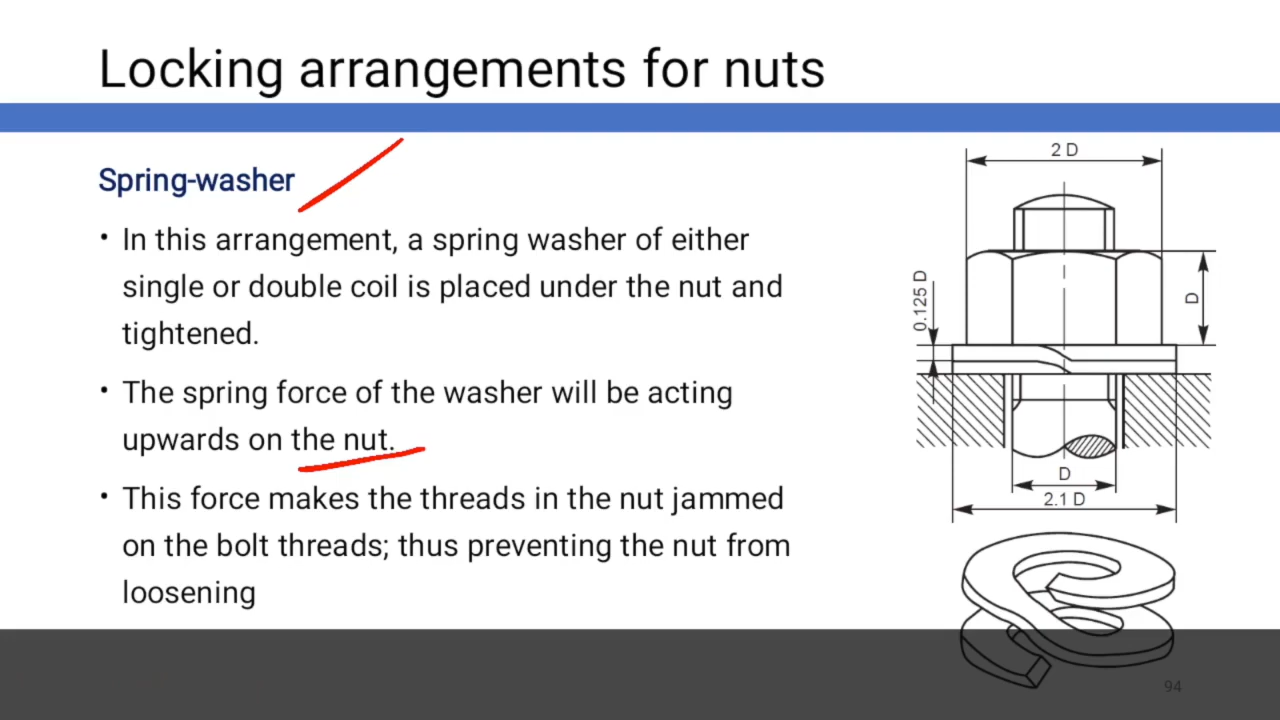 Locking arrangements for nuts
Spring-washer
• In this arrangement, a spring washer of either
single or double coil is placed under the nut and
tightened.
• The spring force of the washer will be acting
upwards on the nut.
• This force makes the threads in the nut jammed
on the bolt threads; thus preventing the nut from
loosening
2 D
0.125 D
D
D
2.1 D
94